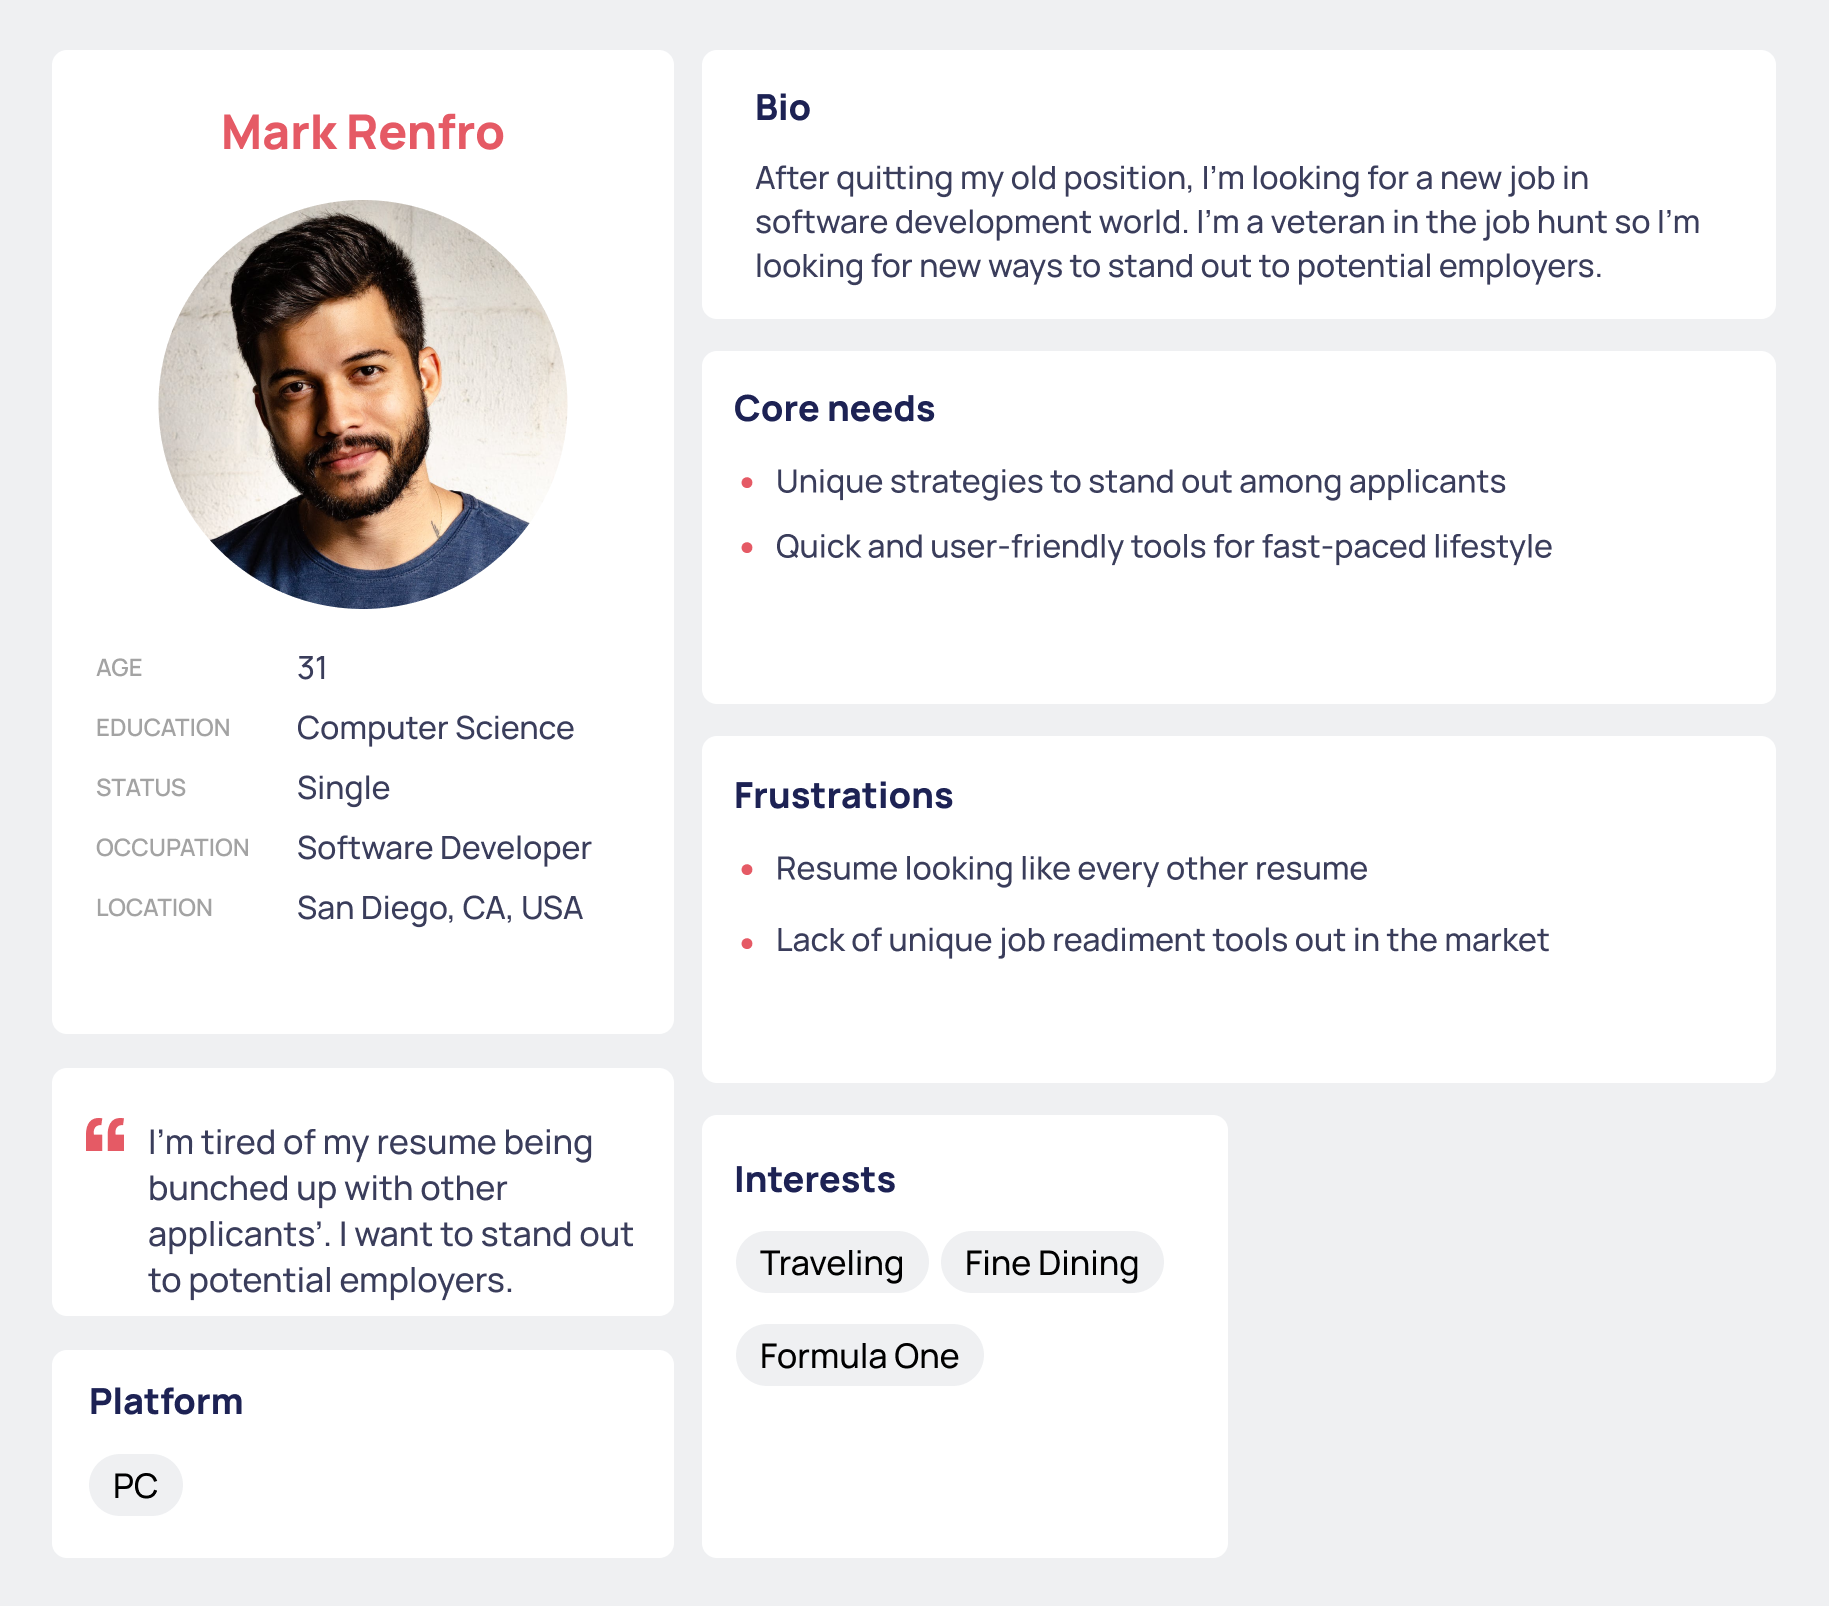 Mark Renfro
AGE 31
EDUCATION Computer Science
STATUS Single
OCCUPATION Software Developer
LOCATION San Diego, CA, USA
“ I’m tired of my resume being
bunched up with other
applicants’. I want to stand out
to potential employers.
Platform
PC
Bio
After quitting my old position, I’m looking for a new job in
software development world. I’m a veteran in the job hunt so I’m
looking for new ways to stand out to potential employers.
Core needs
• Unique strategies to stand out among applicants
• Quick and user-friendly tools for fast-paced lifestyle
Frustrations
• Resume looking like every other resume
• Lack of unique job readiment tools out in the market
Interests
Traveling Fine Dining
Formula One